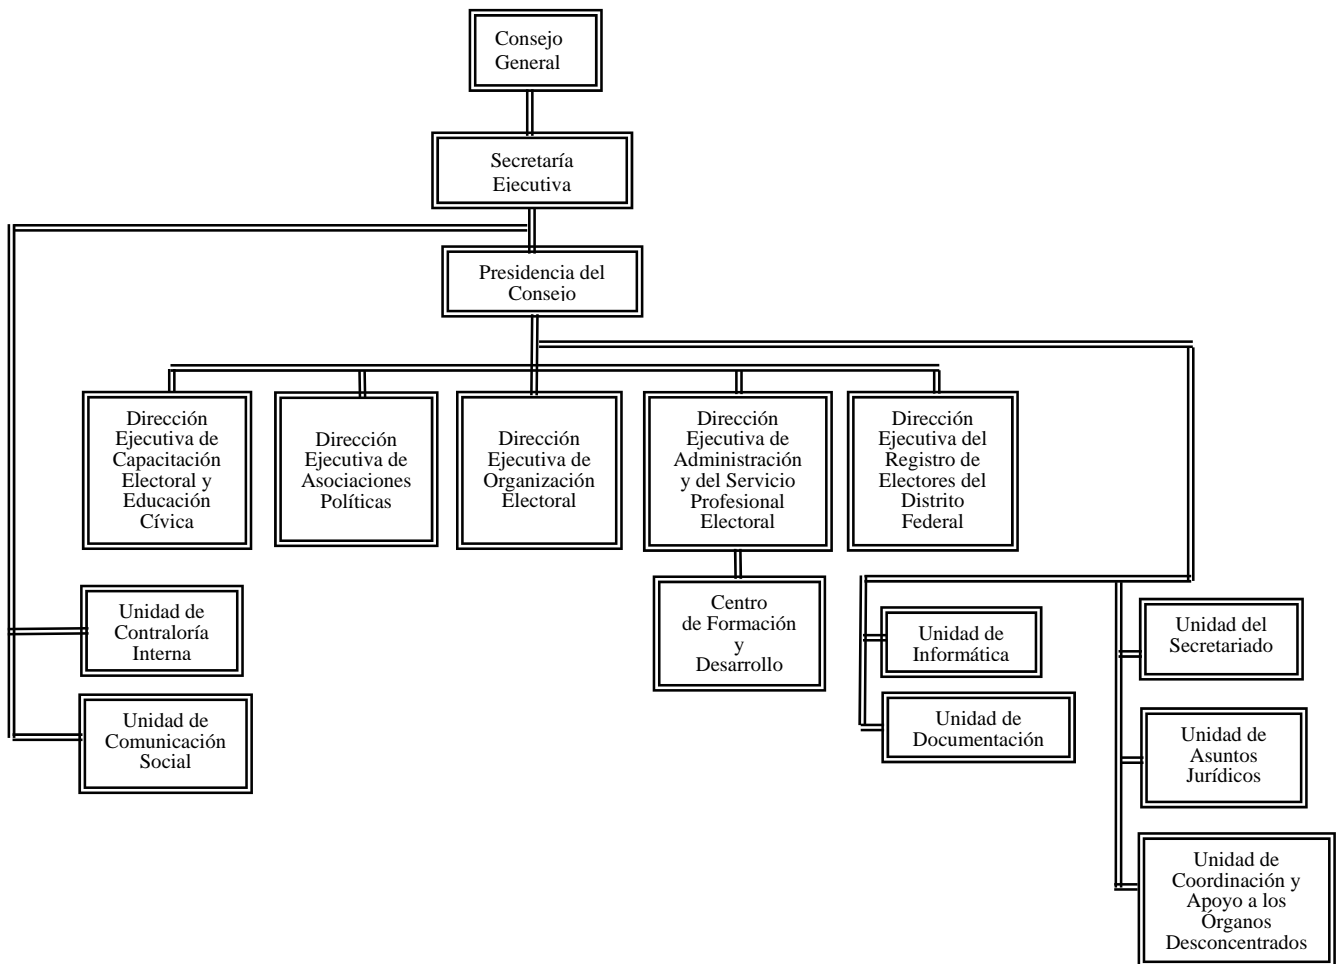 Consejo
General
Secretaría
Ejecutiva
Presidencia del
Consejo
Dirección
Ejecutiva de
Capacitación
Electoral y
Educación
Cívica
Dirección
Ejecutiva de
Asociaciones
Políticas
Dirección
Ejecutiva de
Organización
Electoral
Dirección
Ejecutiva de
Administración
y del Servicio
Profesional
Electoral
Dirección
Ejecutiva del
Registro de
Electores del
Distrito
Federal
Unidad de
Contraloría
Interna
Centro
de Formación
y
Desarrollo
Unidad de
Informática
Unidad del
Secretariado
Unidad de
Comunicación
Social
Unidad de
Documentación
Unidad de
Asuntos
Jurídicos
Unidad de
Coordinación y
Apoyo a los
Órganos
Desconcentrados